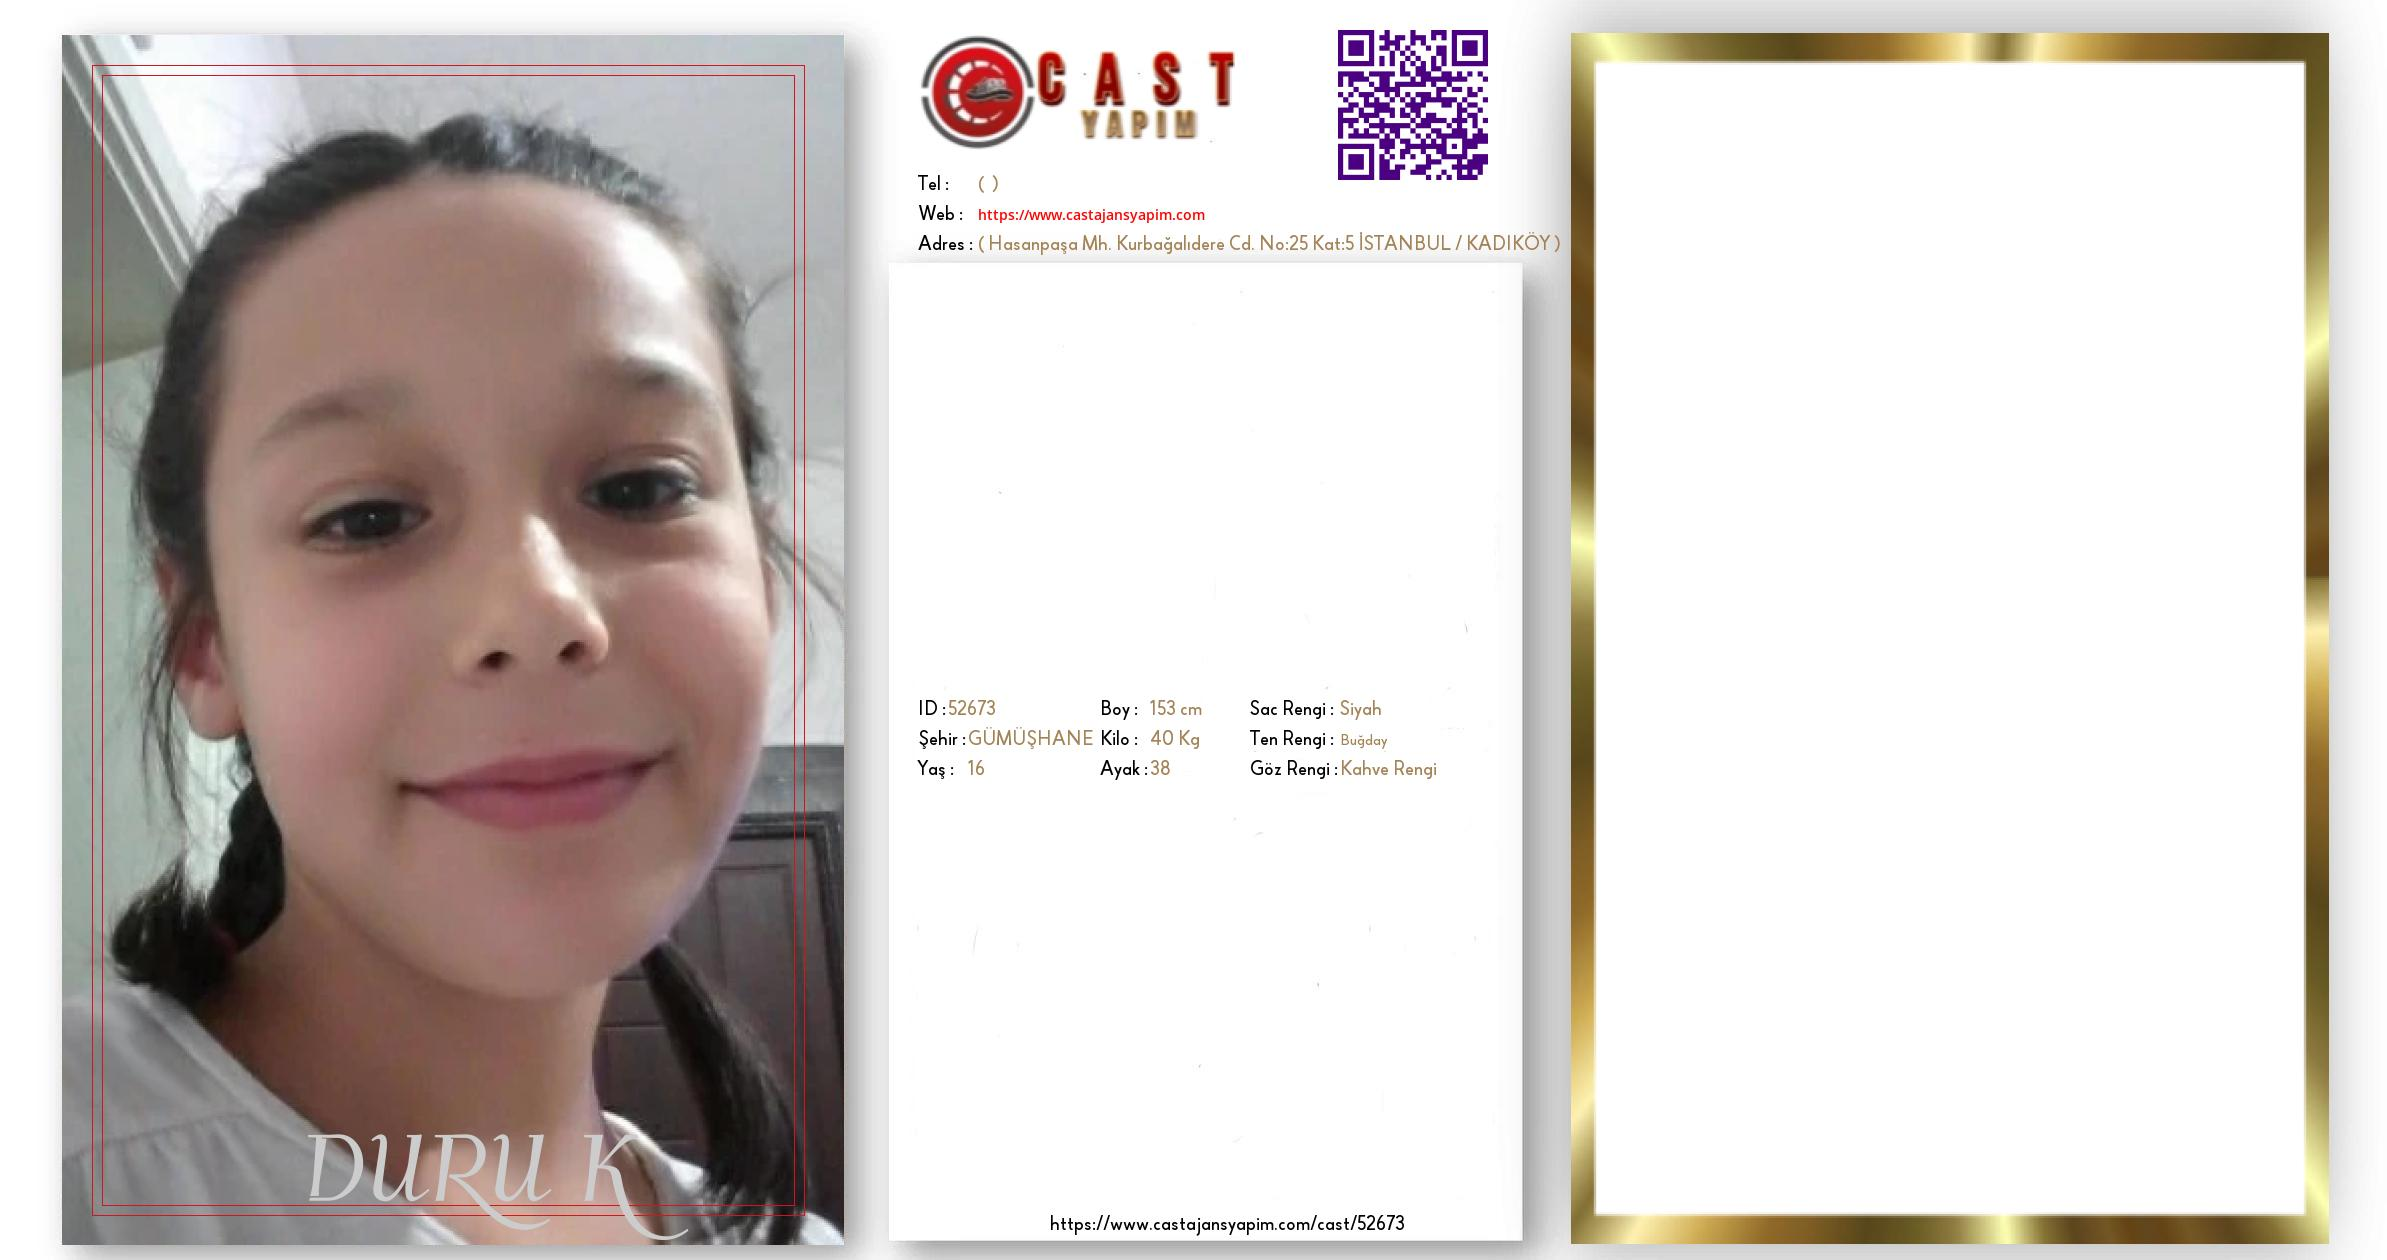 DURU K
CAST
YAPIM
Tel : ( )
Web : https://www.castajansyapim.com
Adres : ( Hasanpaşa Mh. Kurbağalıdere Cd. No:25 Kat:5 İSTANBUL / KADIKÖY )
ID : 52673 Boy : 153 cm Sac Rengi : Siyah
Şehir : GÜMÜŞHANE Kilo : 40 Kg Ten Rengi : Buğday
Yaş : 16 Ayak : 38 Göz Rengi : Kahve Rengi
https://www.castajansyapim.com/cast/52673